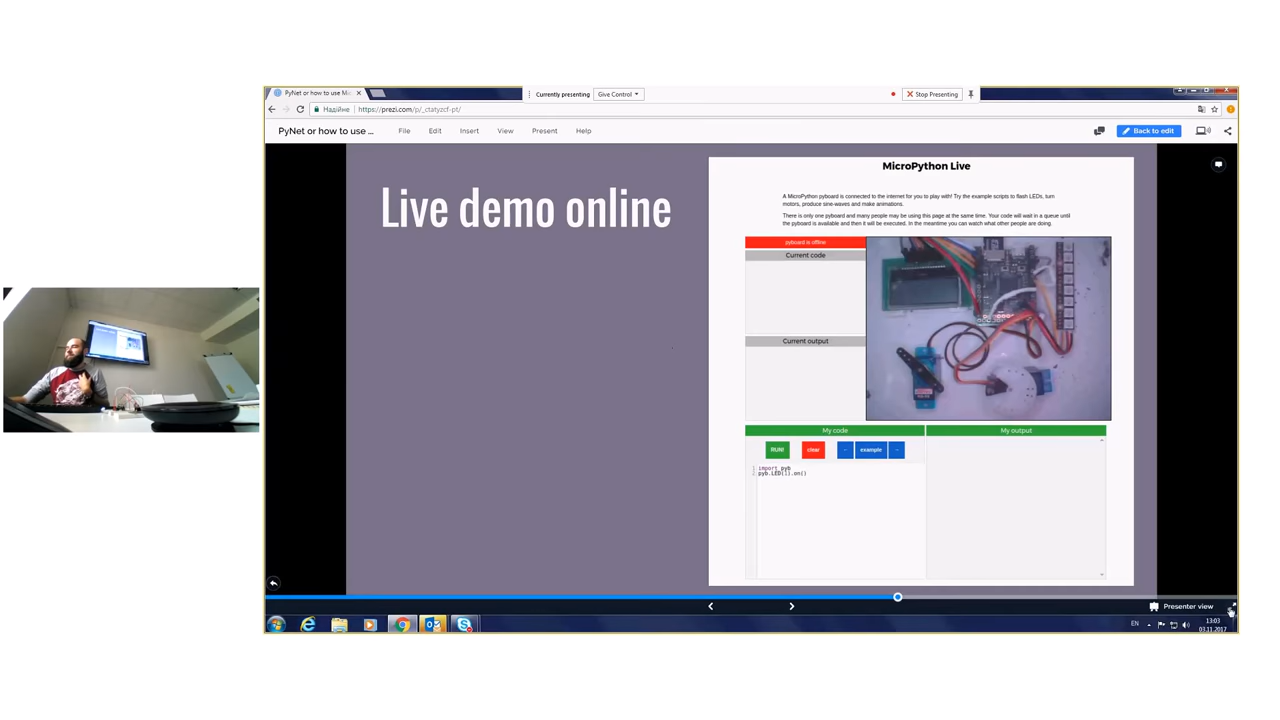 PyNet or how to use Mic
Currently presenting
Give Control
Stop Presenting
Надійне
https://prezi.com/p/_ctatyzcf-pt/
PyNet or how to use ...
File
Edit
Insert
View
Present
Help
Back to edit
Live demo online
MicroPython Live
A MicroPython pyboard is connected to the internet for you to play with! Try the example scripts to flash LEDs, turn
motors, produce sine-waves and make animations.
There is only one pyboard and many people may be using this page at the same time. Your code will wait in a queue until
the pyboard is available and then it will be executed. In the meantime you can watch what other people are doing.
pyboard is offline
Current code
Current output
My code
My output
RUN!
clear
example
1 import pyb
2 pyb.LED(1).on()
Presenter view
EN
13:03
03.11.2017